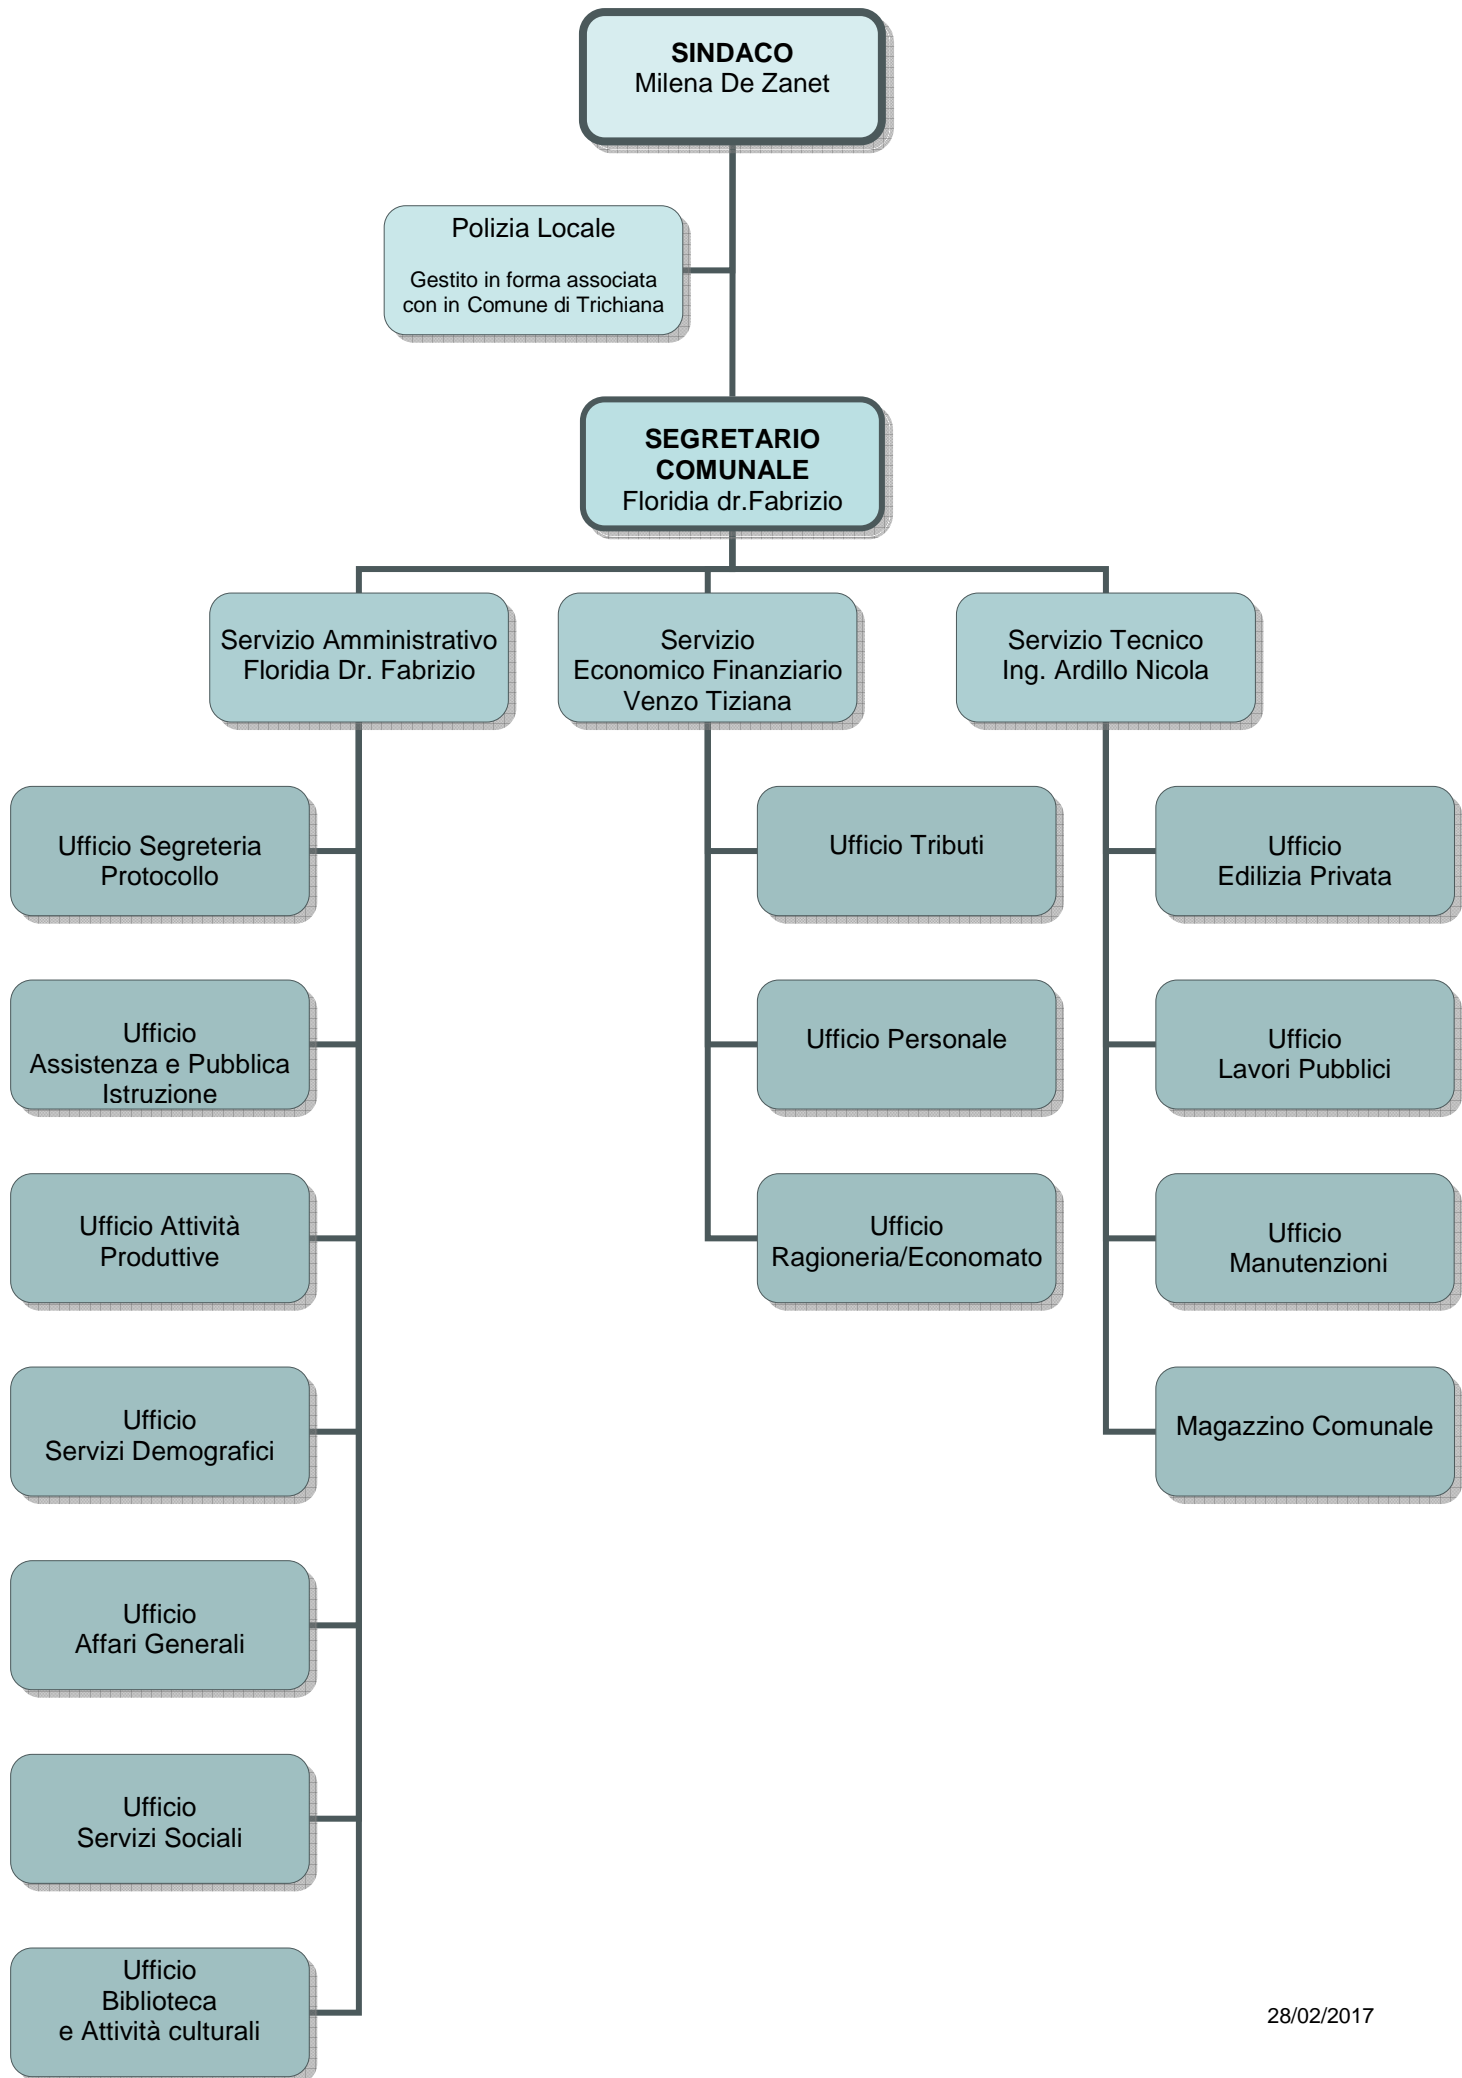 SINDACO
Milena De Zanet
Polizia Locale
Gestito in forma associata
con in Comune di Trichiana
SEGRETARIO
COMUNALE
Floridia dr.Fabrizio
Servizio Amministrativo
Floridia Dr. Fabrizio
Servizio
Economico Finanziario
Venzo Tiziana
Servizio Tecnico
Ing. Ardillo Nicola
Ufficio Segreteria
Protocollo
Ufficio
Assistenza e Pubblica
Istruzione
Ufficio Attività
Produttive
Ufficio
Servizi Demografici
Ufficio
Affari Generali
Ufficio
Servizi Sociali
Ufficio
Biblioteca
e Attività culturali
Ufficio Tributi
Ufficio Personale
Ufficio
Ragioneria/Economato
Ufficio
Edilizia Privata
Ufficio
Lavori Pubblici
Ufficio
Manutenzioni
Magazzino Comunale
28/02/2017